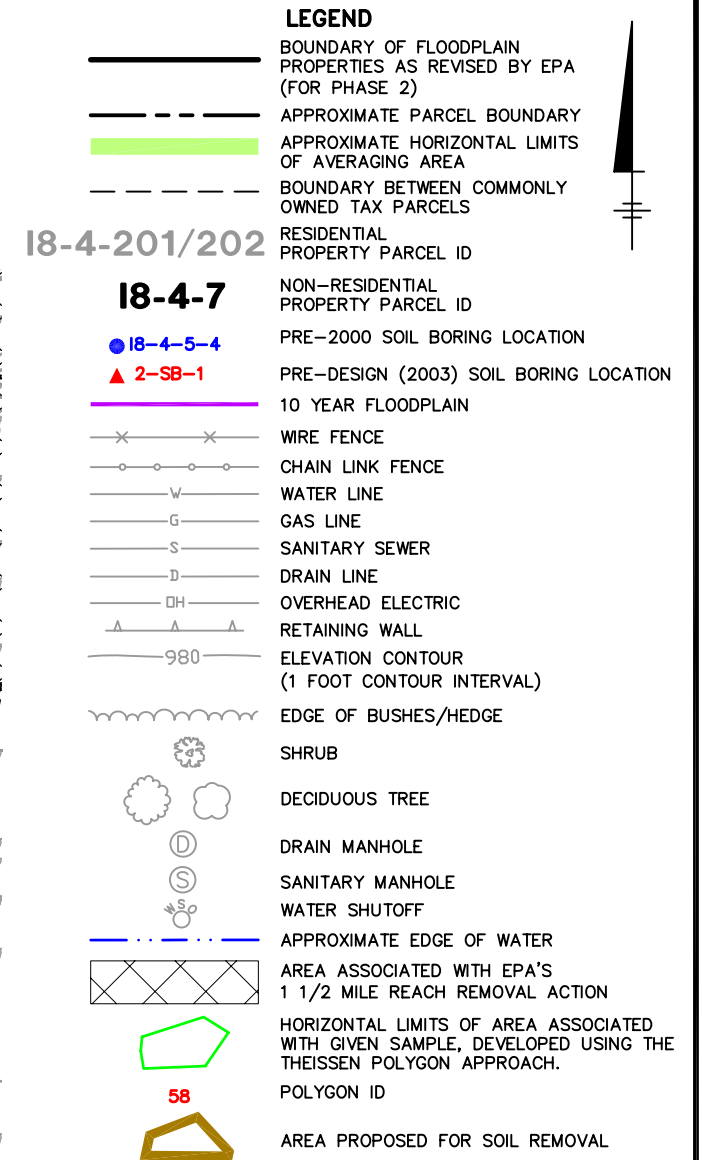 LEGEND
BOUNDARY OF FLOODPLAIN
PROPERTIES AS REVISED BY EPA
(FOR PHASE 2)
APPROXIMATE PARCEL BOUNDARY
APPROXIMATE HORIZONTAL LIMITS
OF AVERAGING AREA
BOUNDARY BETWEEN COMMONLY
OWNED TAX PARCELS
I8-4-201/202
RESIDENTIAL
PROPERTY PARCEL ID
I8-4-7
NON-RESIDENTIAL
PROPERTY PARCEL ID
I8-4-5-4
PRE-2000 SOIL BORING LOCATION
2-SB-1
PRE-DESIGN (2003) SOIL BORING LOCATION
10 YEAR FLOODPLAIN
WIRE FENCE
CHAIN LINK FENCE
W
WATER LINE
G
GAS LINE
S
SANITARY SEWER
D
DRAIN LINE
OH
OVERHEAD ELECTRIC
RETAINING WALL
980
ELEVATION CONTOUR
(1 FOOT CONTOUR INTERVAL)
EDGE OF BUSHES/HEDGE
SHRUB
DECIDUOUS TREE
D
DRAIN MANHOLE
S
SANITARY MANHOLE
WSO
WATER SHUTOFF
APPROXIMATE EDGE OF WATER
AREA ASSOCIATED WITH EPA'S
1 1/2 MILE REACH REMOVAL ACTION
HORIZONTAL LIMITS OF AREA ASSOCIATED
WITH GIVEN SAMPLE, DEVELOPED USING THE
THEISSEN POLYGON APPROACH.
58
POLYGON ID
AREA PROPOSED FOR SOIL REMOVAL